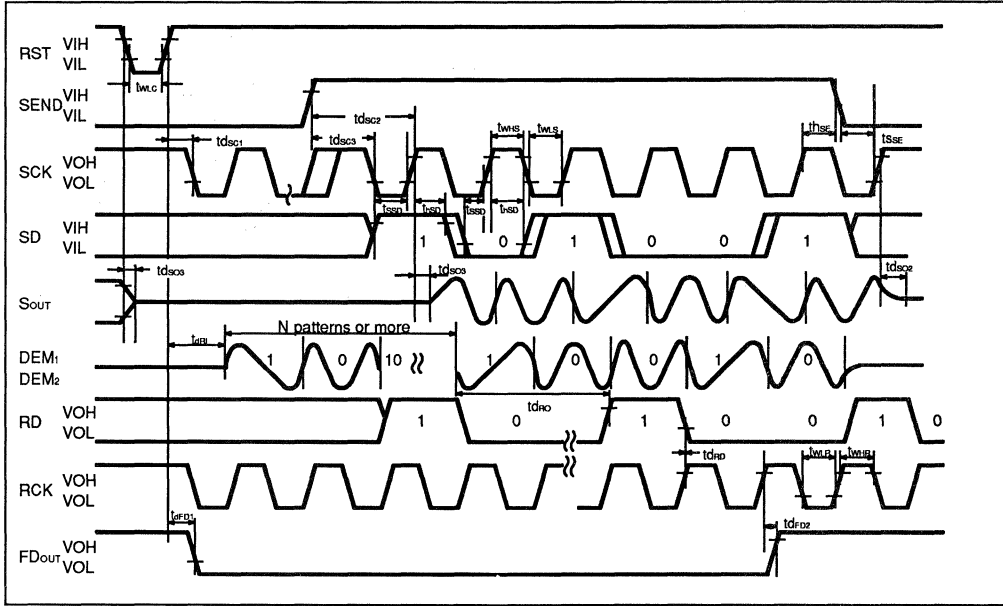 RST VIH
VIL
twLC
SEND VIH
VIL
tdSC2
tdSC1
tdSC3
twHS
twLS
thSE
tsSE
SCK VOH
VOL
tSSD
thSD
tSSD
thSD
SD VIH
VIL
1 0 1 0 0 1
tdSO3
tdSO3
tdSO2
SOUT
N patterns or more
tdRI
DEM1
DEM2
1 0 10 1 0 0 1 0
tdRO
RD VOH
VOL
1 0 1 0 0 1 0
tdRD
twLR
twHR
RCK VOH
VOL
tdFD1
tdFD2
FDOUT VOH
VOL